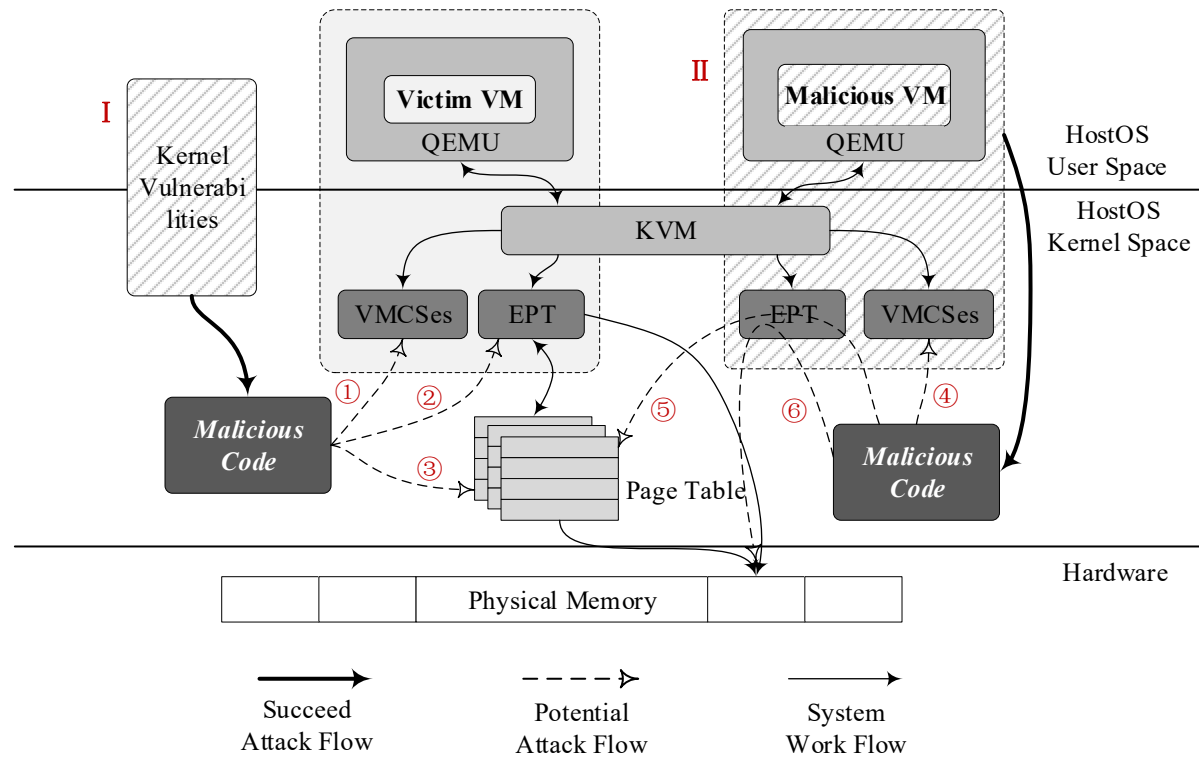 I
Kernel
Vulnerabi
lities
Victim VM
QEMU
II
Malicious VM
QEMU
HostOS
User Space
HostOS
Kernel Space
KVM
VMCSes
EPT
EPT
VMCSes
①
②
③
④
⑤
⑥
Malicious
Code
Page Table
Malicious
Code
Hardware
Physical Memory
Succeed
Attack Flow
Potential
Attack Flow
System
Work Flow